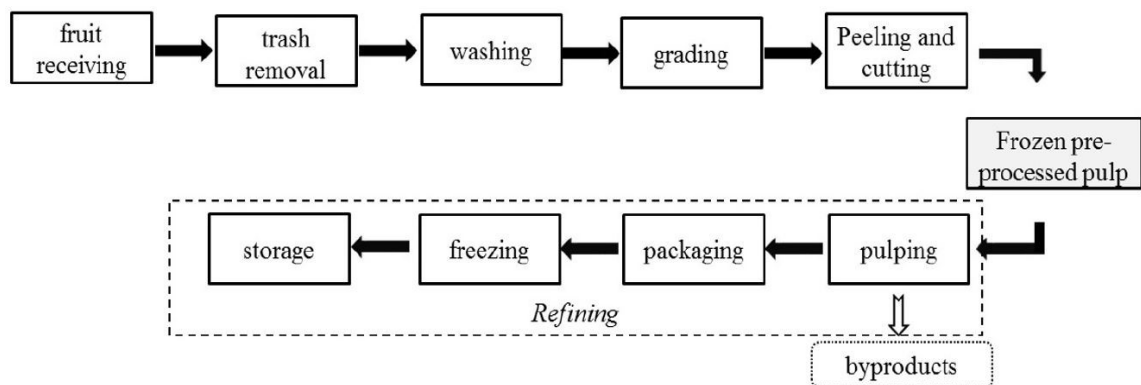 fruit
receiving
trash
removal
washing
grading
Peeling and
cutting
Frozen pre-
processed pulp
storage
freezing
packaging
pulping
Refining
byproducts